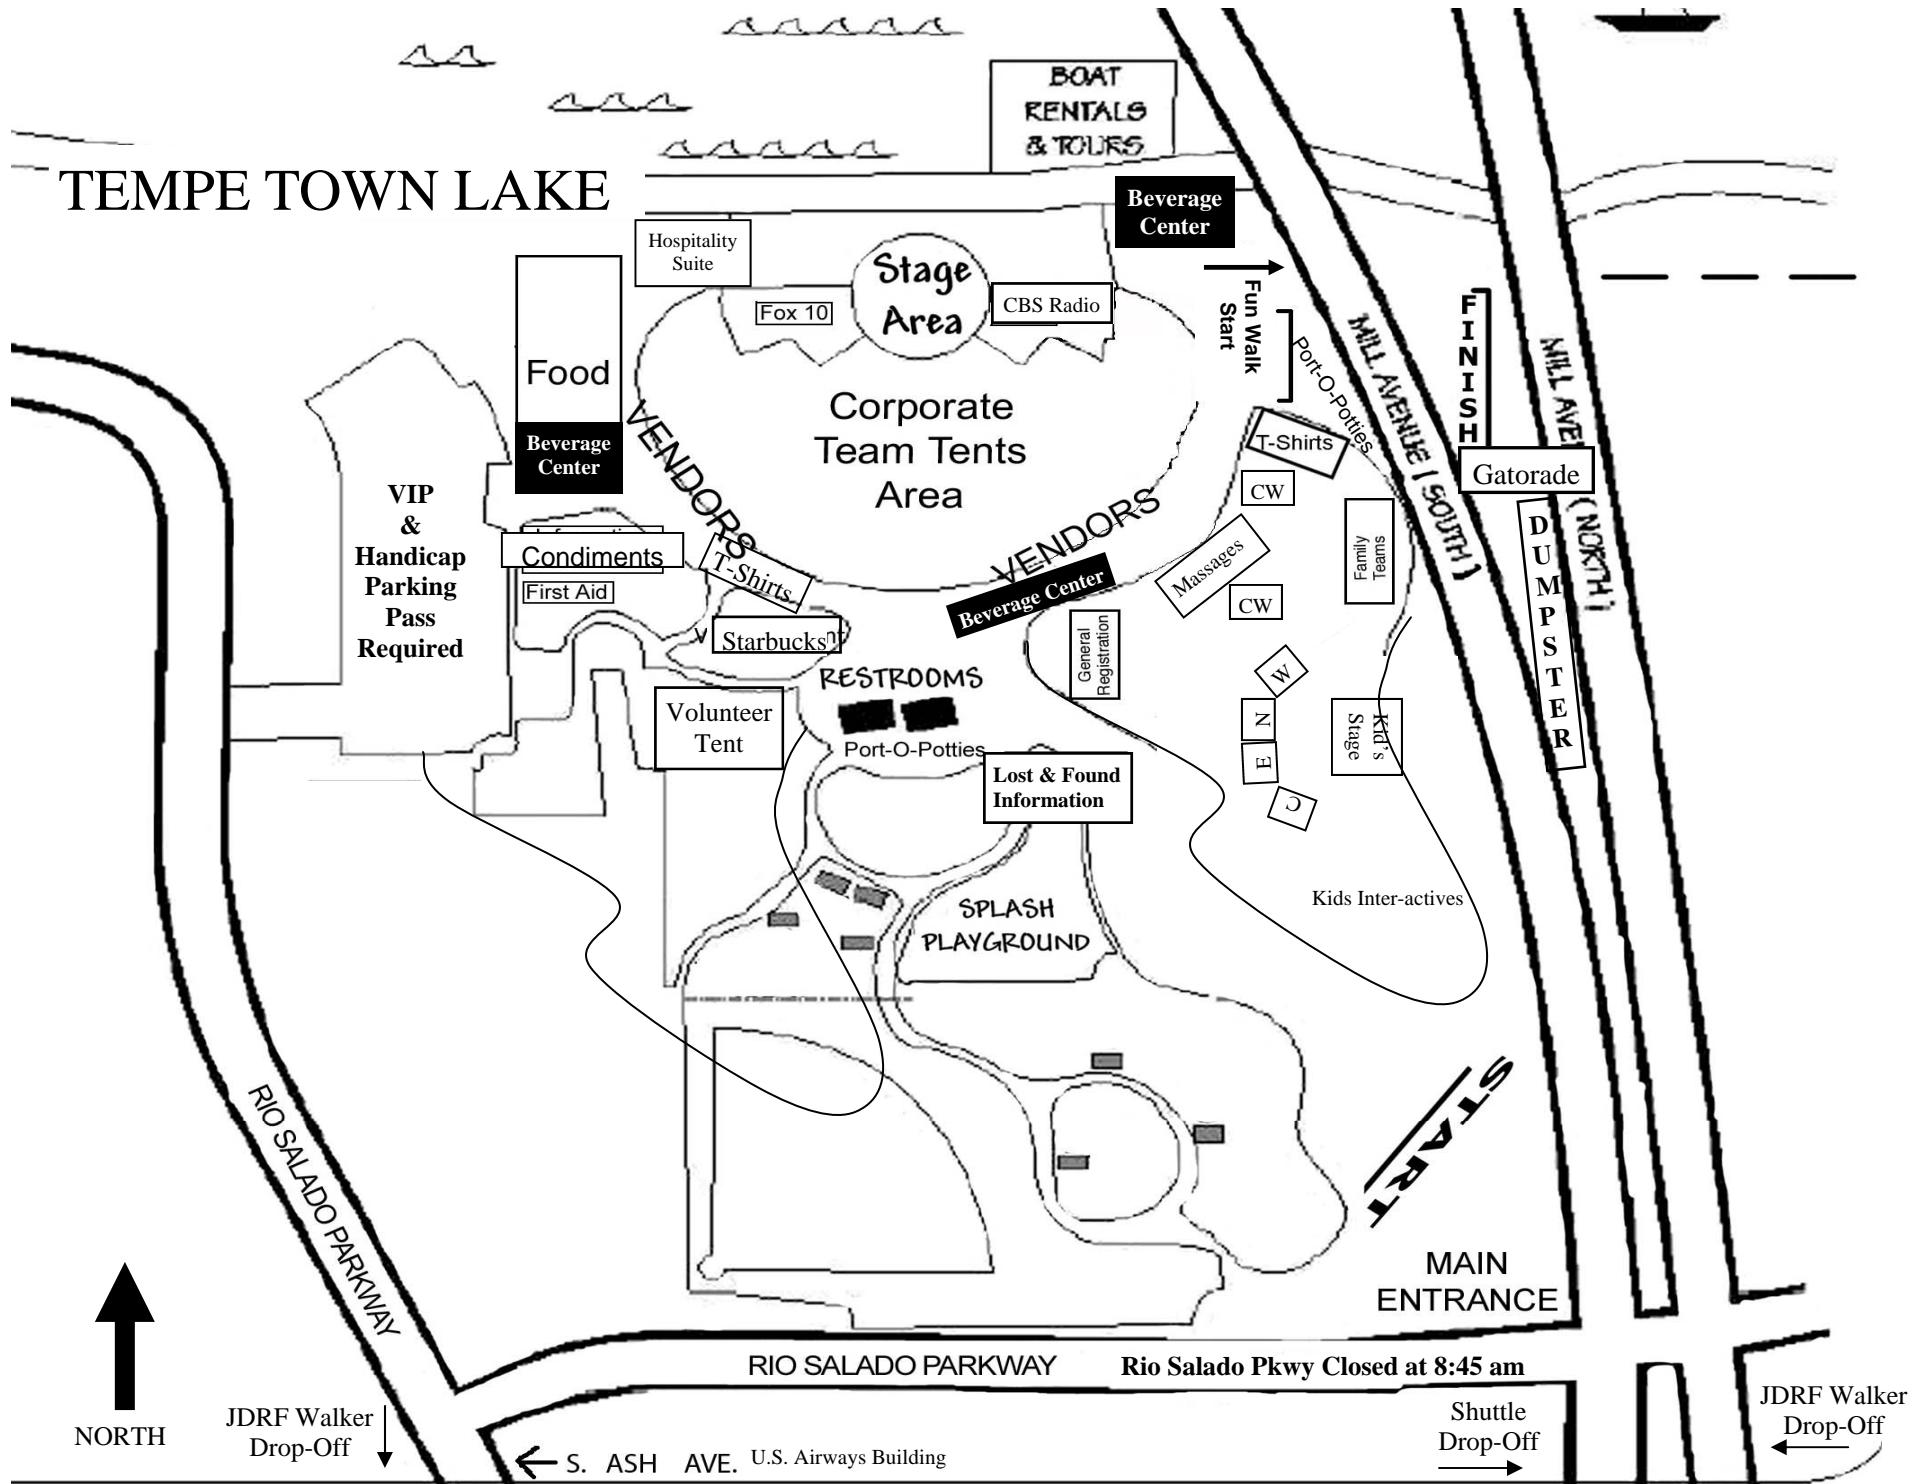 BOAT
RENTALS
& TOURS
TEMPE TOWN LAKE
Beverage
Center
Hospitality
Suite
Stage
Area
Fox 10
CBS Radio
Fun Walk
Start
Port-O-Potties
MILL AVENUE (SOUTH)
FINISH
MILL AVE
(NORTH)
Food
Beverage
Center
VENDORS
Corporate
Team Tents
Area
VENDORS
T-Shirts
Gatorade
CW
DUMPSTER
VIP
&
Handicap
Parking
Pass
Required
Condiments
First Aid
T-Shirts
Beverage Center
Massages
Family
Teams
CW
Starbucks
General
Registration
RESTROOMS
Port-O-Potties
Volunteer
Tent
W
N
E
C
Kid's
Stage
Lost & Found
Information
SPLASH
PLAYGROUND
Kids Inter-actives
START
RIO SALADO PARKWAY
MAIN
ENTRANCE
RIO SALADO PARKWAY
Rio Salado Pkwy Closed at 8:45 am
NORTH
JDRF Walker
Drop-Off
S. ASH AVE.
U.S. Airways Building
Shuttle
Drop-Off
JDRF Walker
Drop-Off